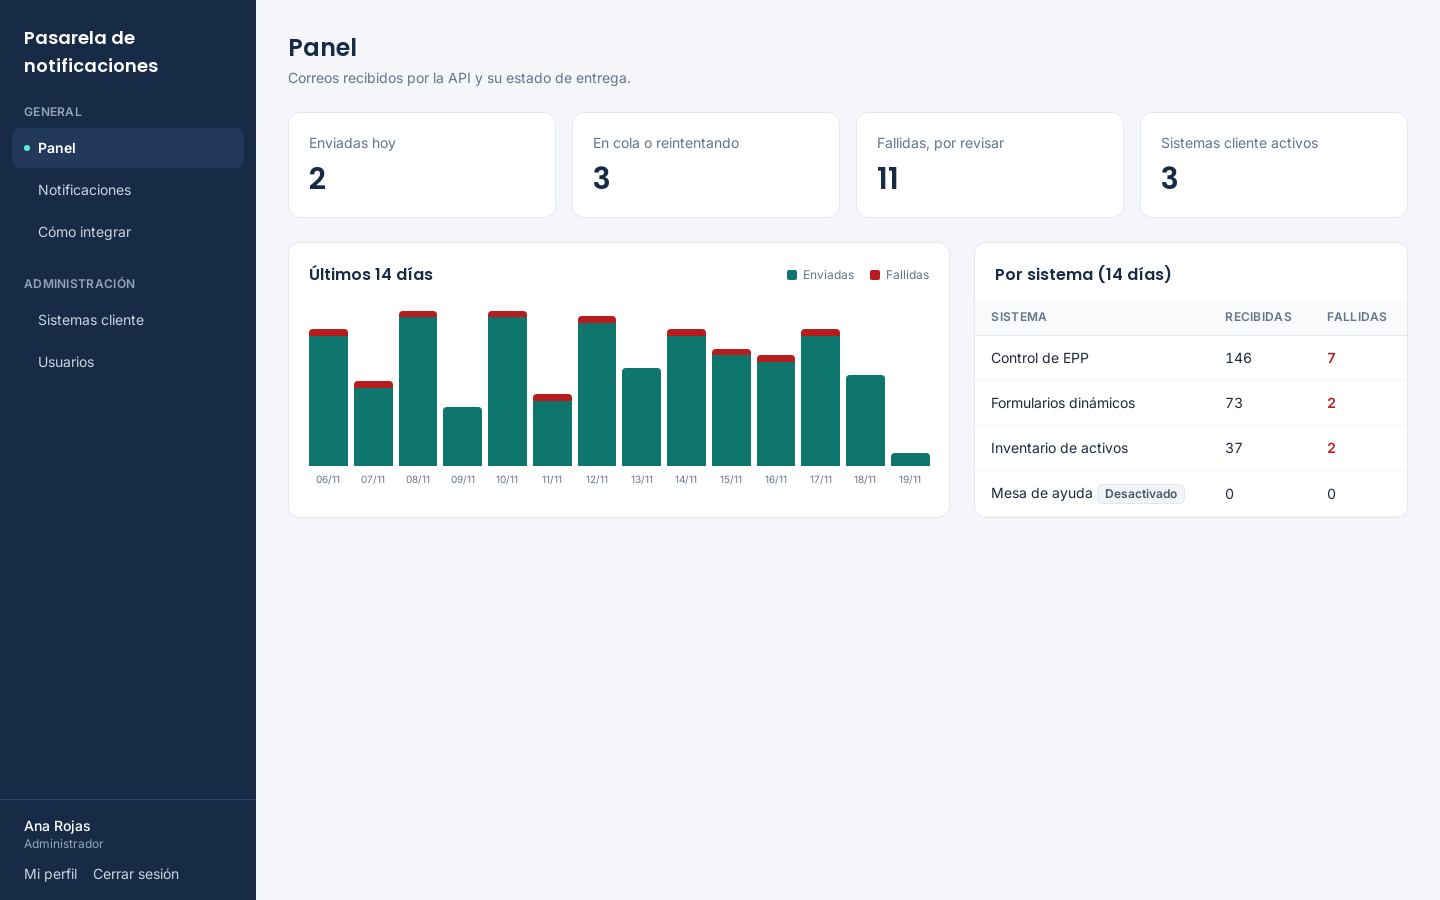 Pasarela de
notificaciones
GENERAL
Panel
Notificaciones
Cómo integrar
ADMINISTRACIÓN
Sistemas cliente
Usuarios
Ana Rojas
Administrador
Mi perfil Cerrar sesión
Panel
Correos recibidos por la API y su estado de entrega.
Enviadas hoy
2
En cola o reintentando
3
Fallidas, por revisar
11
Sistemas cliente activos
3
Últimos 14 días
Enviadas Fallidas
06/11 07/11 08/11 09/11 10/11 11/11 12/11 13/11 14/11 15/11 16/11 17/11 18/11 19/11
Por sistema (14 días)
SISTEMA RECIBIDAS FALLIDAS
Control de EPP 146 7
Formularios dinámicos 73 2
Inventario de activos 37 2
Mesa de ayuda Desactivado 0 0